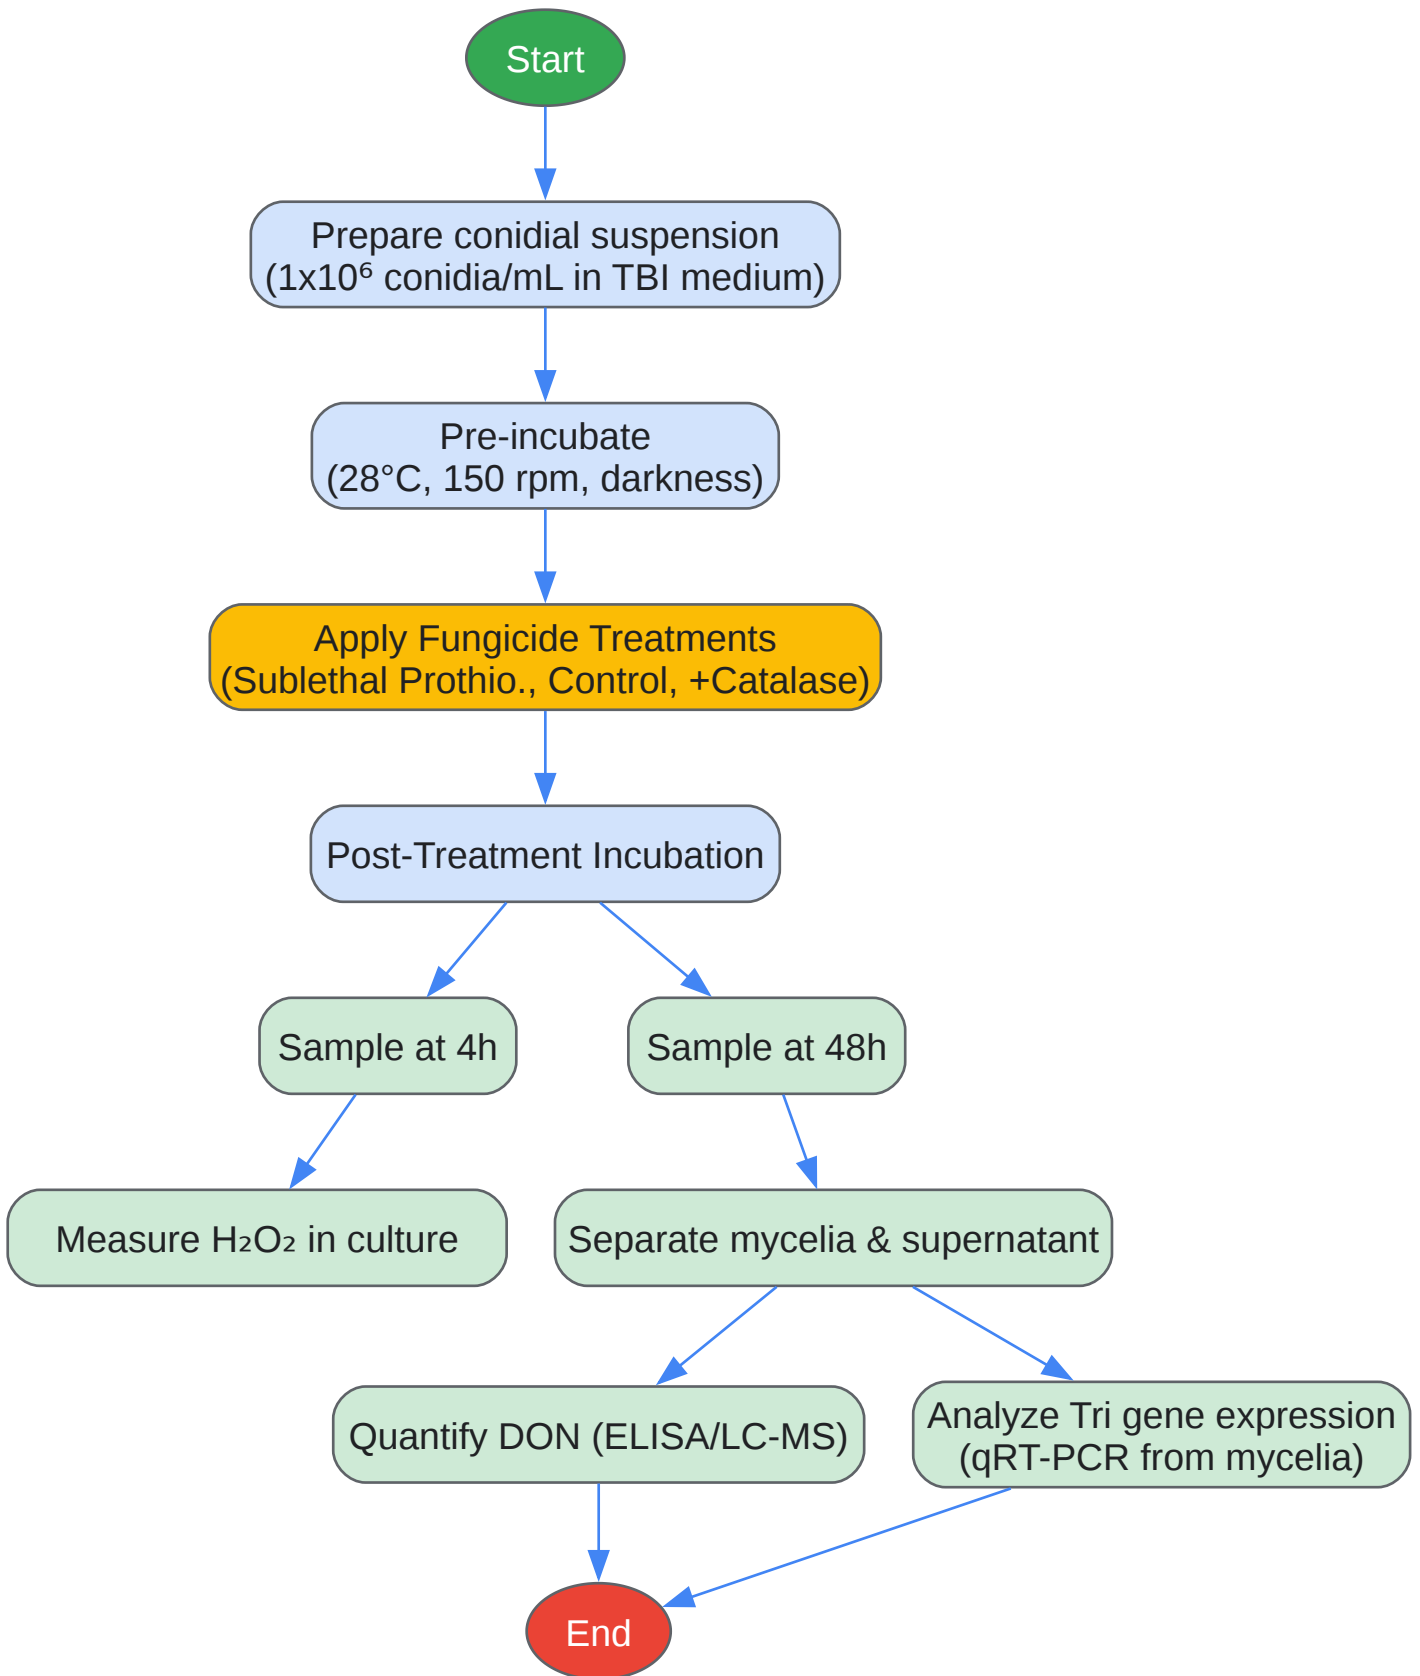 Start
Prepare conidial suspension
(1x10⁶ conidia/mL in TBI medium)
Pre-incubate
(28°C, 150 rpm, darkness)
Apply Fungicide Treatments
(Sublethal Prothio., Control, +Catalase)
Post-Treatment Incubation
Sample at 4h
Sample at 48h
Measure H₂O₂ in culture
Separate mycelia & supernatant
Quantify DON (ELISA/LC-MS)
Analyze Tri gene expression
(qRT-PCR from mycelia)
End